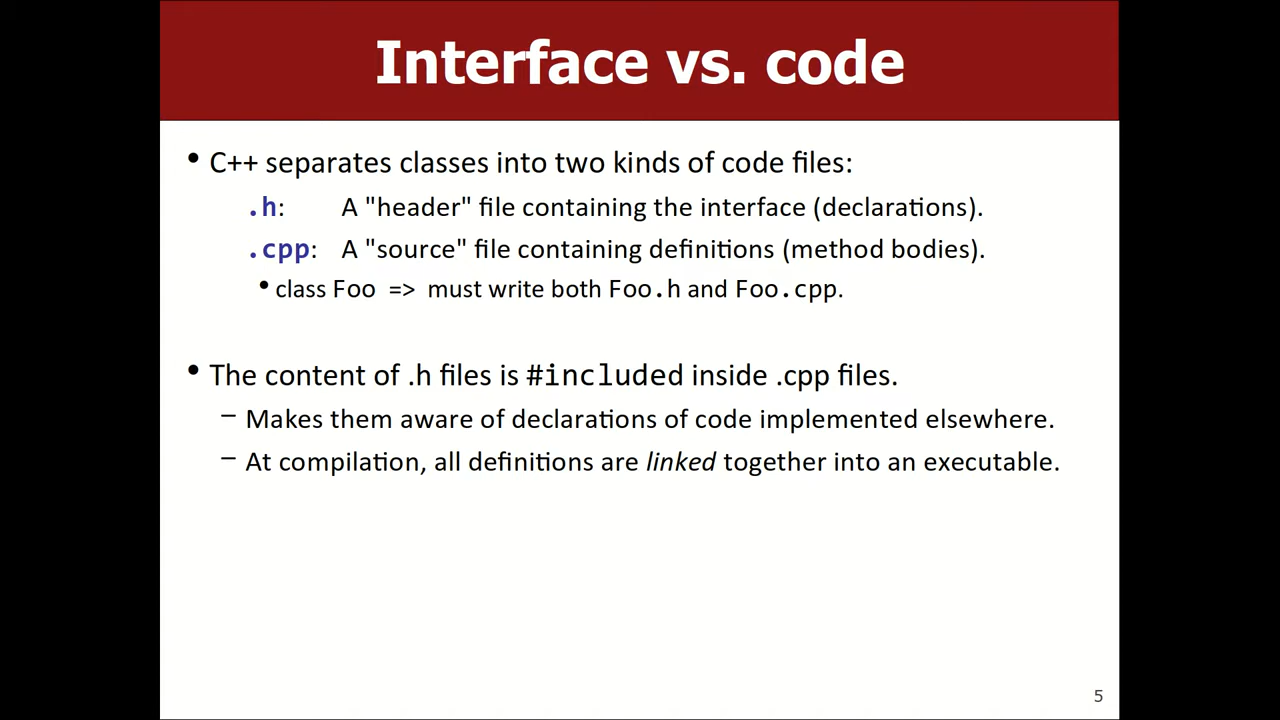 Interface vs. code
• C++ separates classes into two kinds of code files:
.h: A "header" file containing the interface (declarations).
.cpp: A "source" file containing definitions (method bodies).
• class Foo => must write both Foo.h and Foo.cpp.
• The content of .h files is #included inside .cpp files.
– Makes them aware of declarations of code implemented elsewhere.
– At compilation, all definitions are linked together into an executable.
5